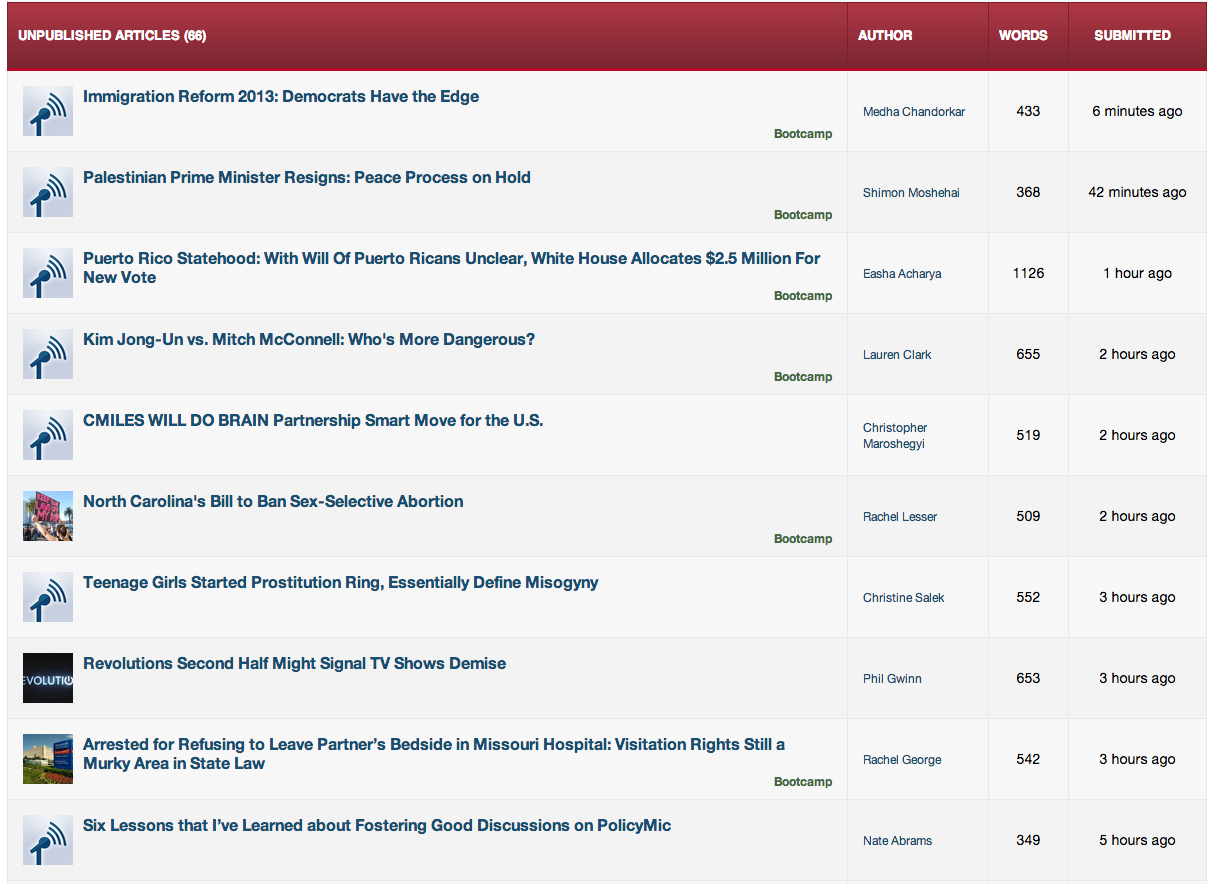 UNPUBLISHED ARTICLES (66) AUTHOR WORDS SUBMITTED
Immigration Reform 2013: Democrats Have the Edge
Bootcamp
Medha Chandorkar
433
6 minutes ago
Palestinian Prime Minister Resigns: Peace Process on Hold
Bootcamp
Shimon Moshehai
368
42 minutes ago
Puerto Rico Statehood: With Will Of Puerto Ricans Unclear, White House Allocates $2.5 Million For
New Vote
Bootcamp
Easha Acharya
1126
1 hour ago
Kim Jong-Un vs. Mitch McConnell: Who's More Dangerous?
Bootcamp
Lauren Clark
655
2 hours ago
CMILES WILL DO BRAIN Partnership Smart Move for the U.S.
Christopher
Maroshegyi
519
2 hours ago
North Carolina's Bill to Ban Sex-Selective Abortion
Bootcamp
Rachel Lesser
509
2 hours ago
Teenage Girls Started Prostitution Ring, Essentially Define Misogyny
Christine Salek
552
3 hours ago
EVOLUTIO
Revolutions Second Half Might Signal TV Shows Demise
Phil Gwinn
653
3 hours ago
Arrested for Refusing to Leave Partner’s Bedside in Missouri Hospital: Visitation Rights Still a
Murky Area in State Law
Bootcamp
Rachel George
542
3 hours ago
Six Lessons that I’ve Learned about Fostering Good Discussions on PolicyMic
Nate Abrams
349
5 hours ago